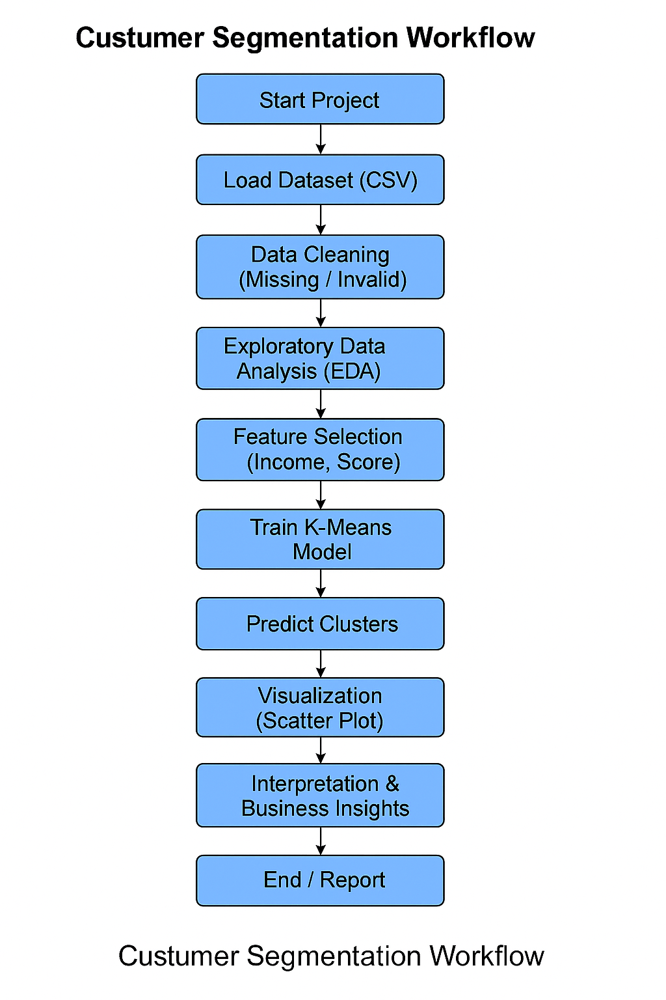 Custumer Segmentation Workflow
Start Project
Load Dataset (CSV)
Data Cleaning
(Missing / Invalid)
Exploratory Data
Analysis (EDA)
Feature Selection
(Income, Score)
Train K-Means
Model
Predict Clusters
Visualization
(Scatter Plot)
Interpretation &
Business Insights
End / Report
Custumer Segmentation Workflow